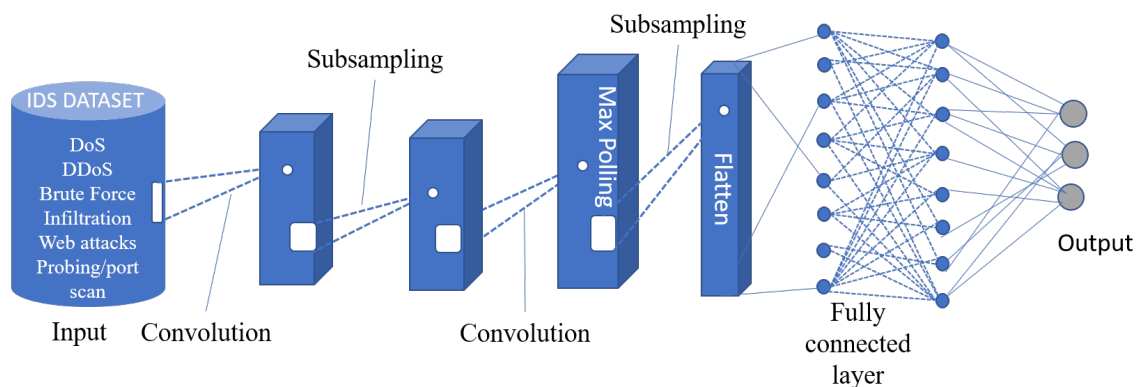 Subsampling
Subsampling
IDS DATASET
DoS
DDoS
Brute Force
Infiltration
Web attacks
Probing/port
scan
Max Polling
Flatten
Input
Convolution
Convolution
Fully
connected
layer
Output